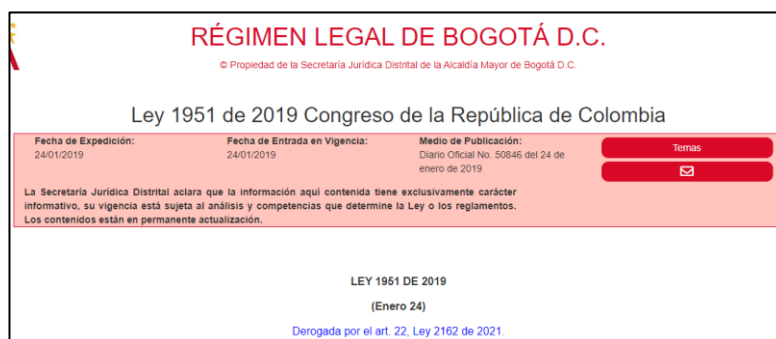 RÉGIMEN LEGAL DE BOGOTÁ D.C.
© Propiedad de la Secretaría Jurídica Distrital de la Alcaldía Mayor de Bogotá D.C.
Ley 1951 de 2019 Congreso de la República de Colombia
Fecha de Expedición:
24/01/2019
Fecha de Entrada en Vigencia:
24/01/2019
Medio de Publicación:
Diario Oficial No. 50846 del 24 de
enero de 2019
Temas
La Secretaría Jurídica Distrital aclara que la información aquí contenida tiene exclusivamente carácter
informativo, su vigencia está sujeta al análisis y competencias que determine la Ley o los reglamentos.
Los contenidos están en permanente actualización.
LEY 1951 DE 2019
(Enero 24)
Derogada por el art. 22, Ley 2162 de 2021.